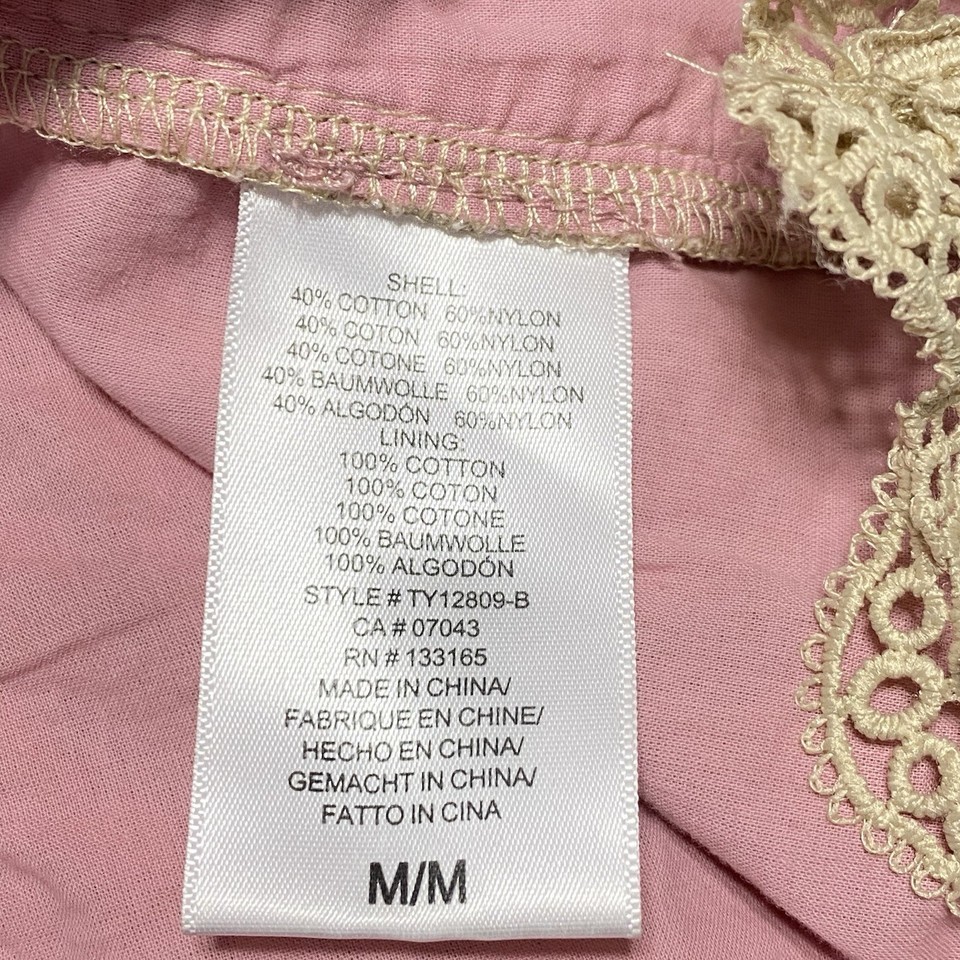 SHELL:
40% COTTON 60%NYLON
40% COTON 60%NYLON
40% COTONE 60%NYLON
40% BAUMWOLLE 60%NYLON
40% ALGODÓN 60%NYLON
LINING:
100% COTTON
100% COTON
100% COTONE
100% BAUMWOLLE
100% ALGODÓN
STYLE # TY12809-B
CA # 07043
RN # 133165
MADE IN CHINA/
FABRIQUE EN CHINE/
HECHO EN CHINA/
GEMACHT IN CHINA/
FATTO IN CINA
M/M